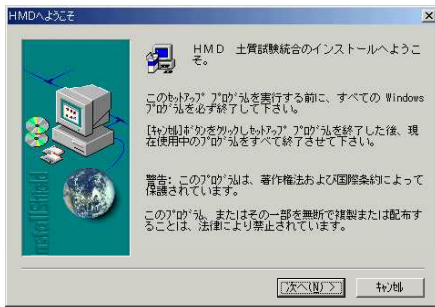 HMDへようこそ
HMD 土質試験統合のインストールへようこ
そ。
このｾｯﾄｱｯﾌﾟ ﾌﾟﾛｸﾞﾗﾑを実行する前に、すべての Windows
ﾌﾟﾛｸﾞﾗﾑを必ず終了して下さい。
[ｷｬﾝｾﾙ]ﾎﾞﾀﾝをｸﾘｯｸしｾｯﾄｱｯﾌﾟ ﾌﾟﾛｸﾞﾗﾑを終了した後、現
在使用中のﾌﾟﾛｸﾞﾗﾑをすべて終了させて下さい。
警告: このﾌﾟﾛｸﾞﾗﾑは、著作権法および国際条約によって
保護されています。
このﾌﾟﾛｸﾞﾗﾑ、またはその一部を無断で複製または配布す
ることは、法律により禁止されています。
InstallShield
次へ(N) >
ｷｬﾝｾﾙ